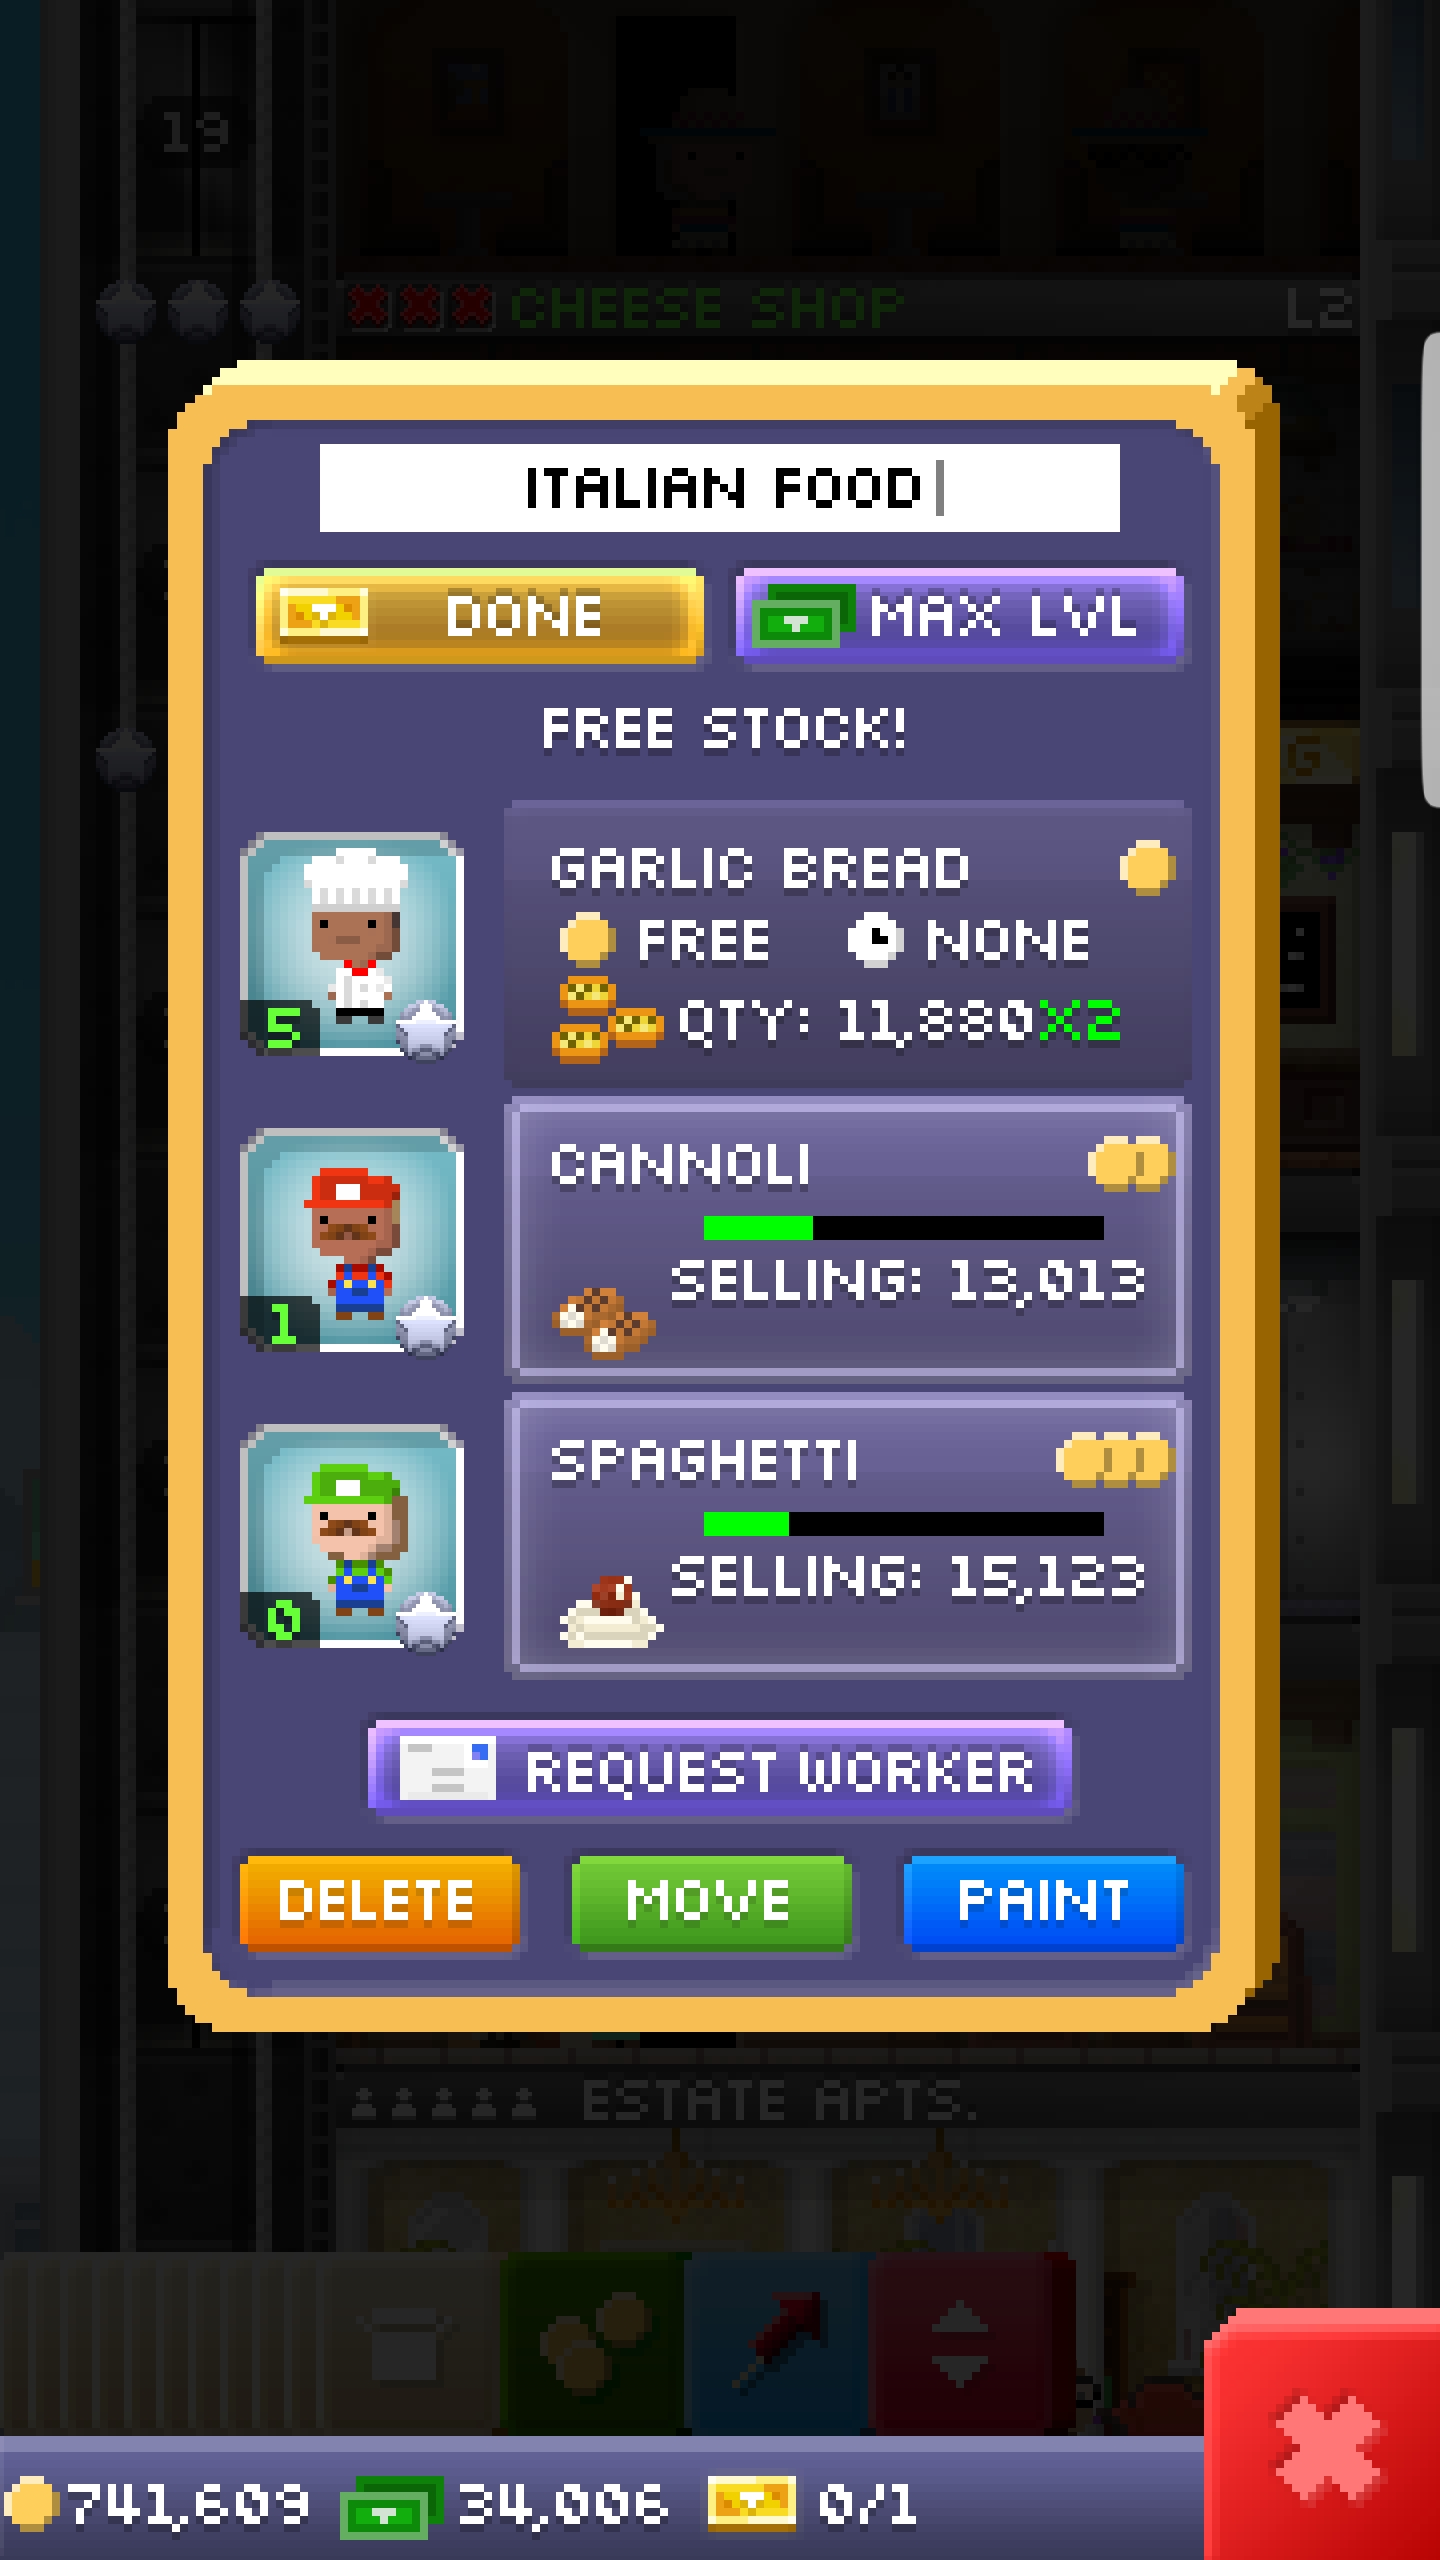 19
CHEESE SHOP L2
ITALIAN FOOD
DONE MAX LVL
FREE STOCK!
GARLIC BREAD
FREE NONE
5 QTY: 11,880X2
CANNOLI
SELLING: 13,013
1
SPAGHETTI
SELLING: 15,123
0
REQUEST WORKER
DELETE MOVE PAINT
ESTATE APTS.
741,609 34,006 0/1